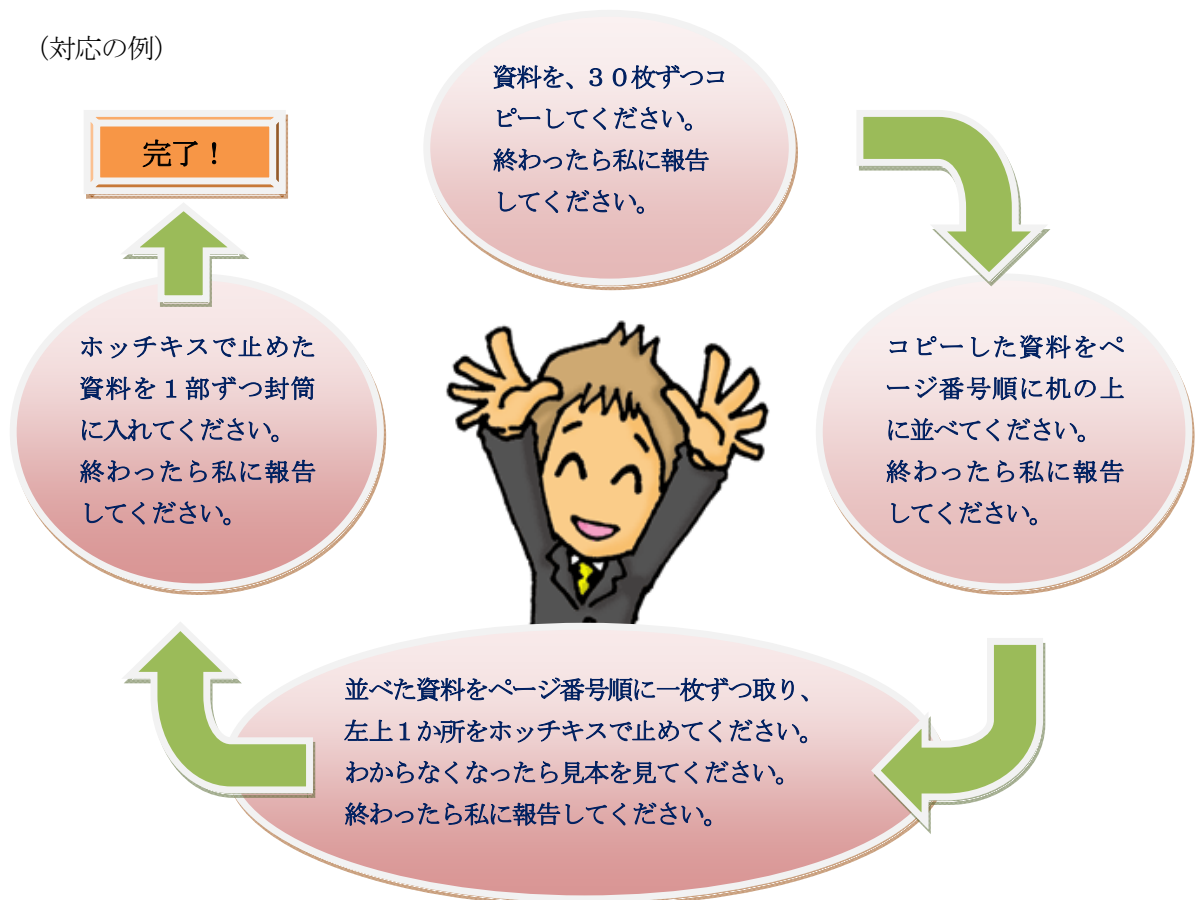 （対応の例）
資料を、３０枚ずつコ
ピーしてください。
終わったら私に報告
してください。
コピーした資料をペ
ージ番号順に机の上
に並べてください。
終わったら私に報告
してください。
並べた資料をページ番号順に一枚ずつ取り、
左上１か所をホッチキスで止めてください。
わからなくなったら見本を見てください。
終わったら私に報告してください。
ホッチキスで止めた
資料を１部ずつ封筒
に入れてください。
終わったら私に報告
してください。
完了！